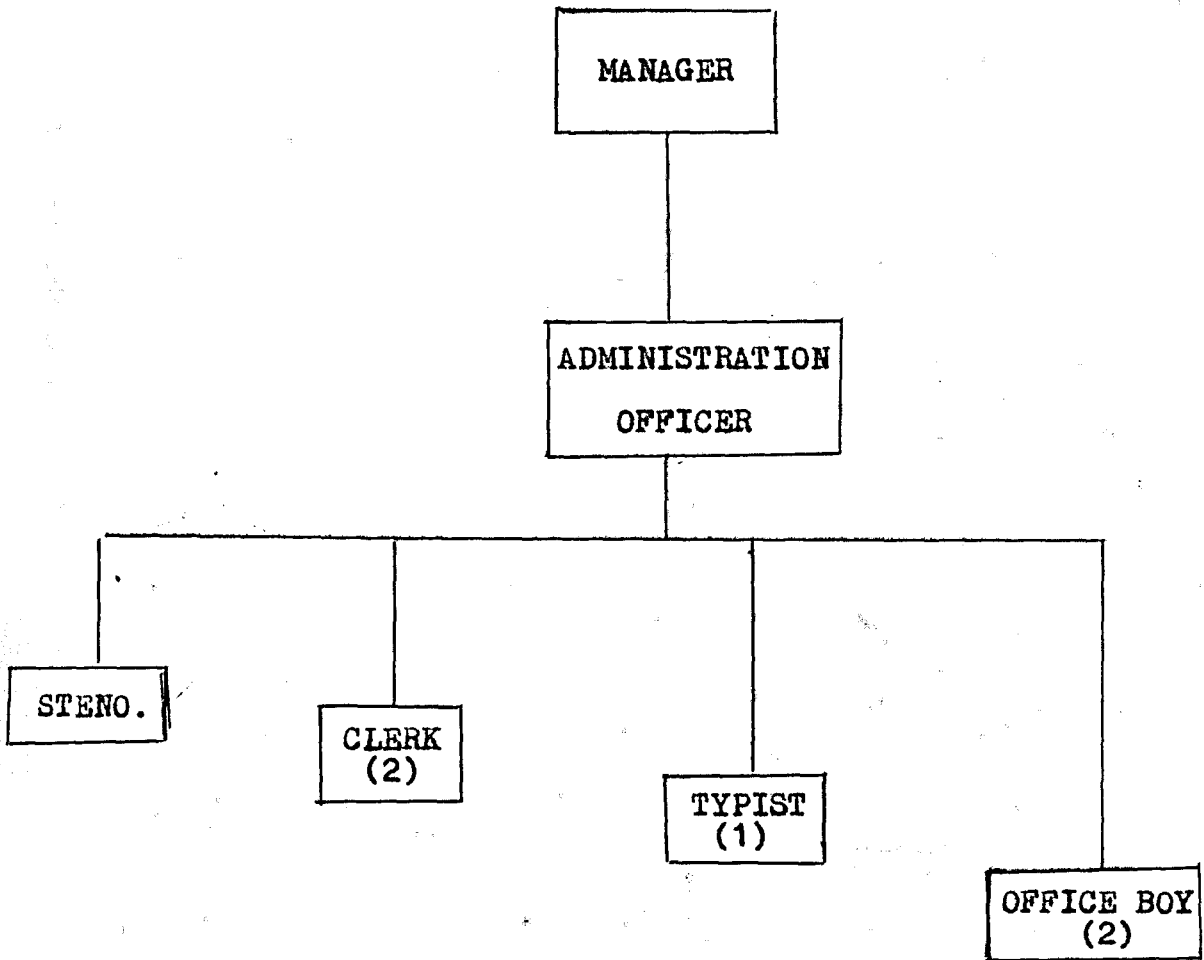 MANAGER
ADMINISTRATION
OFFICER
STENO.
CLERK
(2)
TYPIST
(1)
OFFICE BOY
(2)